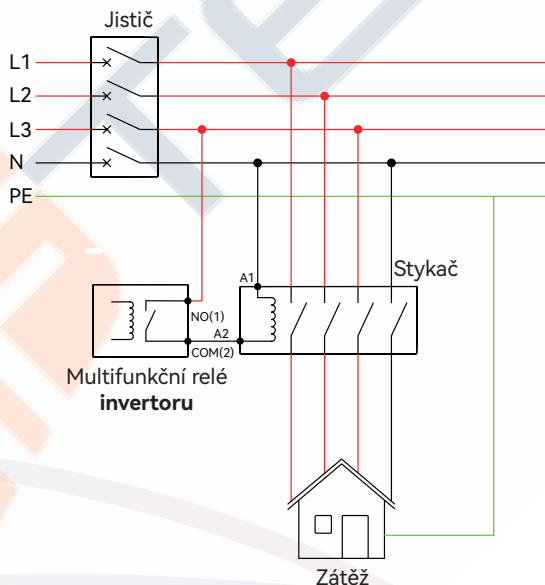 Jistič
L1
L2
L3
N
PE
A1
Stykač
NO(1)
A2
COM(2)
Multifunkční relé
invertoru
Zátěž